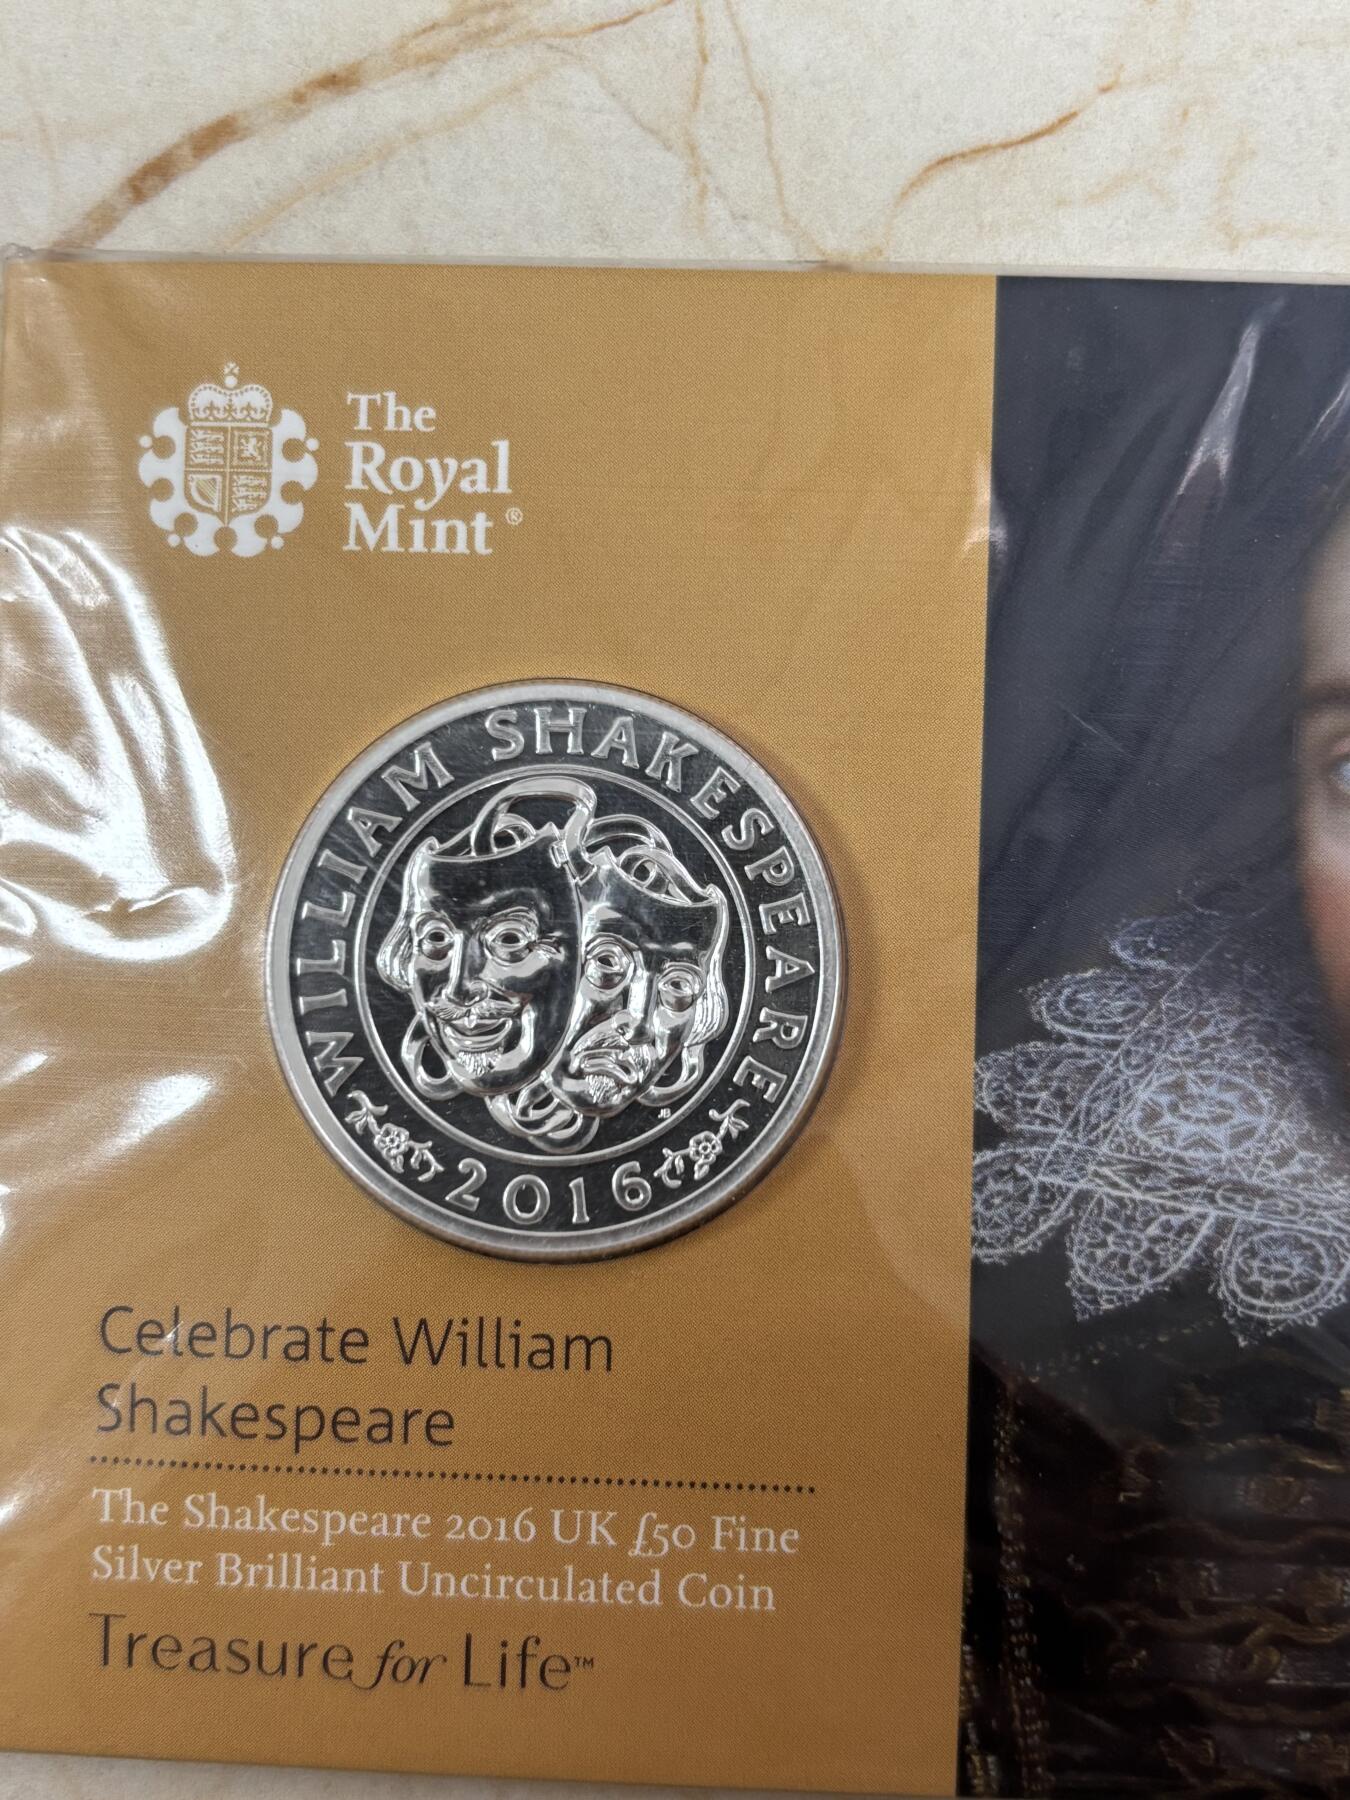 The
Royal
Mint®
WILLIAM SHAKESPEARE
JB
2016
Celebrate William
Shakespeare
The Shakespeare 2016 UK £50 Fine
Silver Brilliant Uncirculated Coin
Treasure for Life™